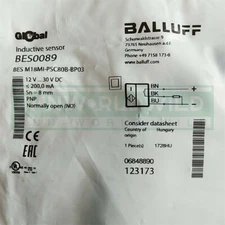 Global
Inductive sensor
BES0089
BES M18MI-PSC80B-BP03
12 V ... 30 V DC
< 200,0 mA
Sn = 8 mm
PNP
Normally open (NO)
BALLUFF
Schurwaldstrasse 9
73765 Neuhausen a.d.F.
Germany
Phone +49 7158 173-0
www.balluff.com
BN
BK
BU
Consider datasheet
Country of origin
Hungary
1 Piece(s)
1728HU
06848890
123173